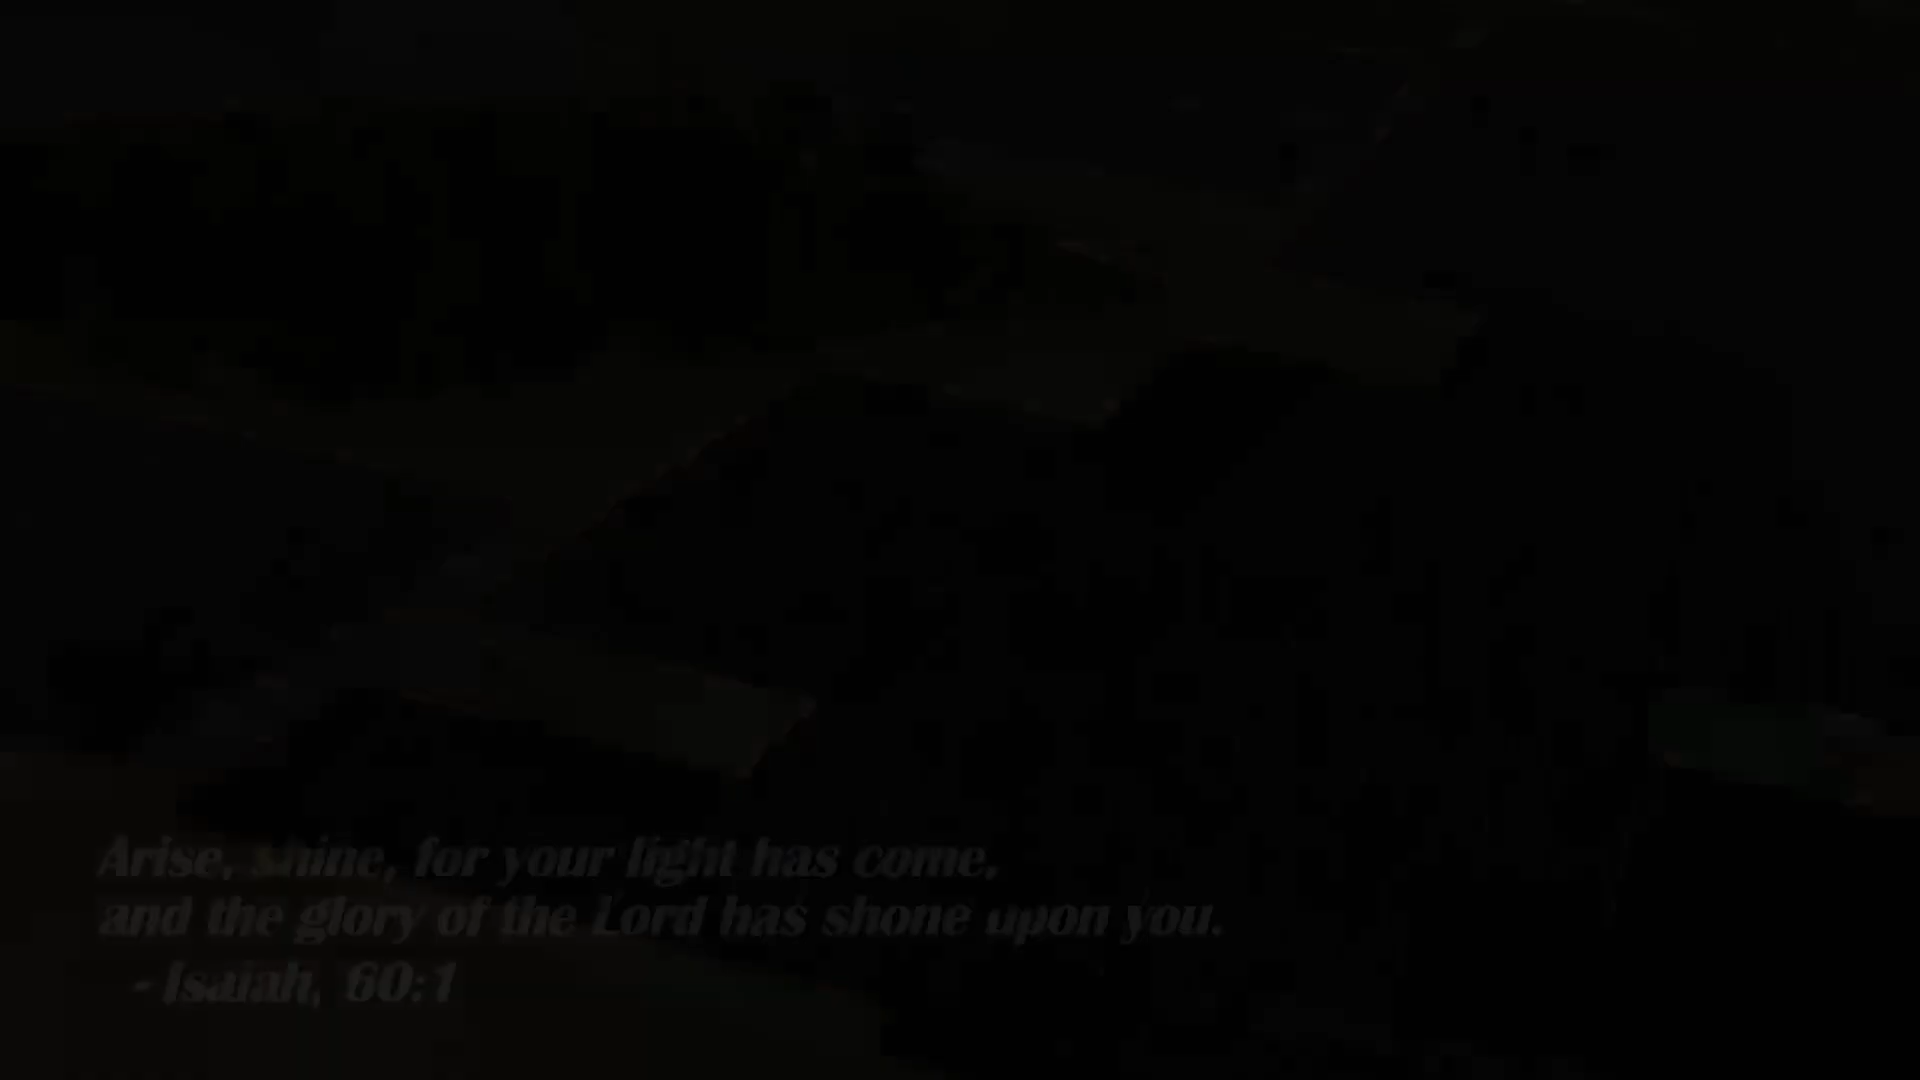 Arise, shine, for your light has come,
and the glory of the Lord has shone upon you.
- Isaiah, 60:1